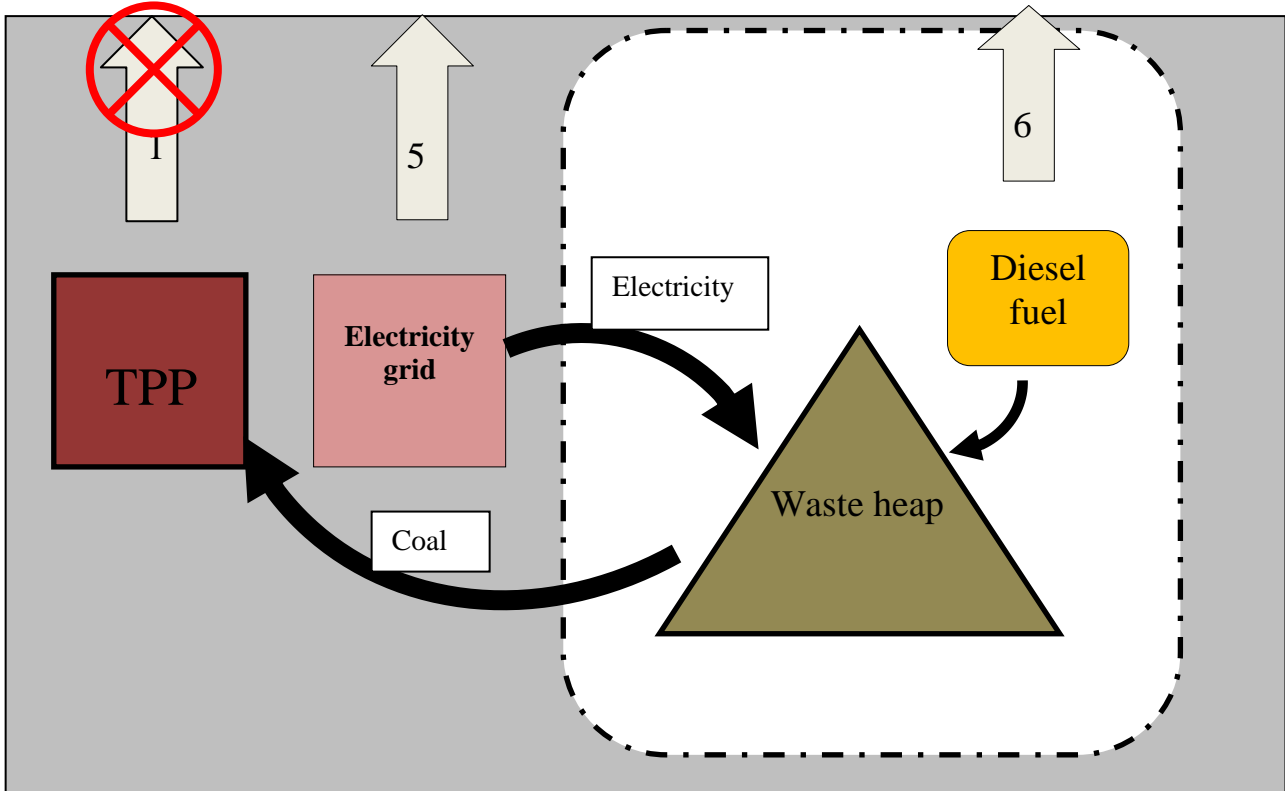 1
5
6
Diesel
fuel
Electricity
Electricity
grid
TPP
Waste heap
Coal